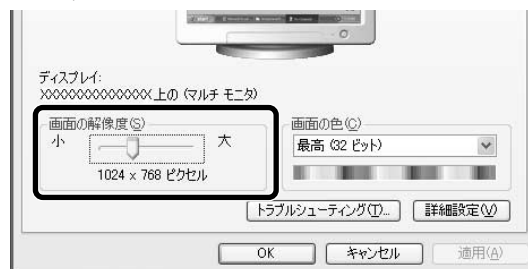 ディスプレイ:
XXXXXXXXXXXXX上の (マルチ モニタ)
画面の解像度(S)
小 大
1024 x 768 ピクセル
画面の色(C)
最高 (32 ビット)
トラブルシューティング(T)... 詳細設定(V)
OK キャンセル 適用(A)